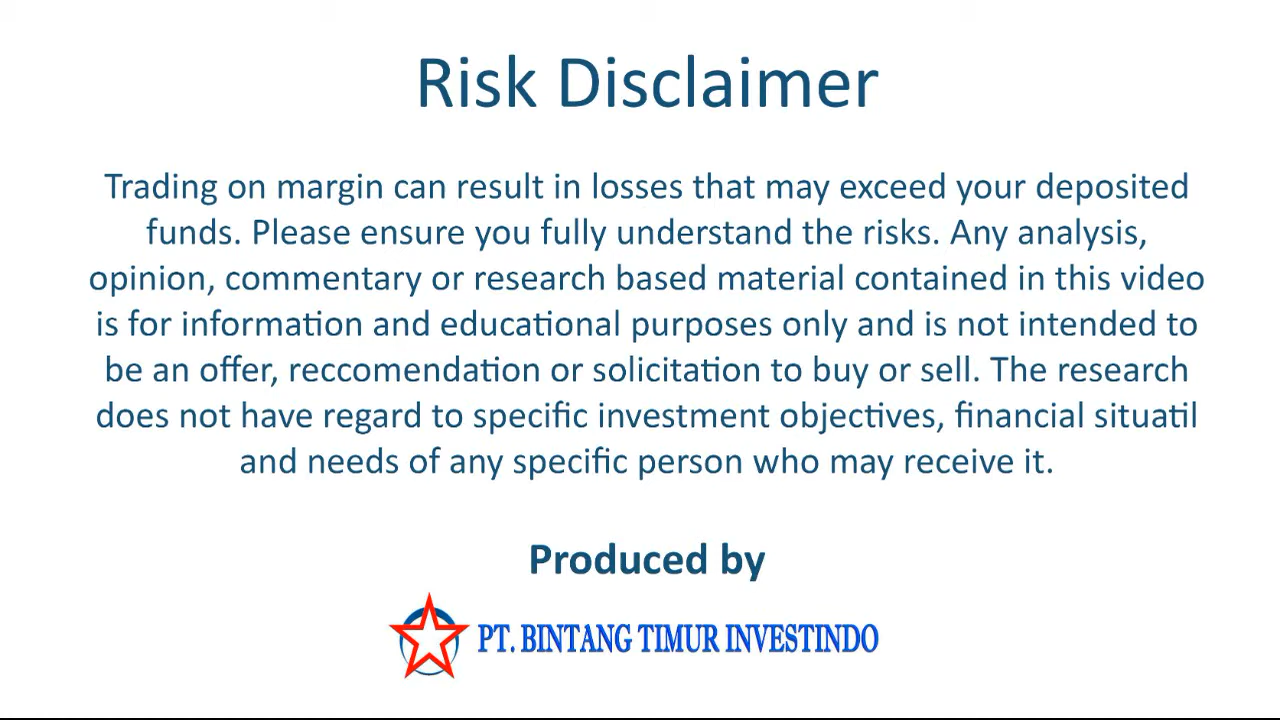 Risk Disclaimer
Trading on margin can result in losses that may exceed your deposited
funds. Please ensure you fully understand the risks. Any analysis,
opinion, commentary or research based material contained in this video
is for information and educational purposes only and is not intended to
be an offer, reccomendation or solicitation to buy or sell. The research
does not have regard to specific investment objectives, financial situatil
and needs of any specific person who may receive it.
Produced by
PT. BINTANG TIMUR INVESTINDO